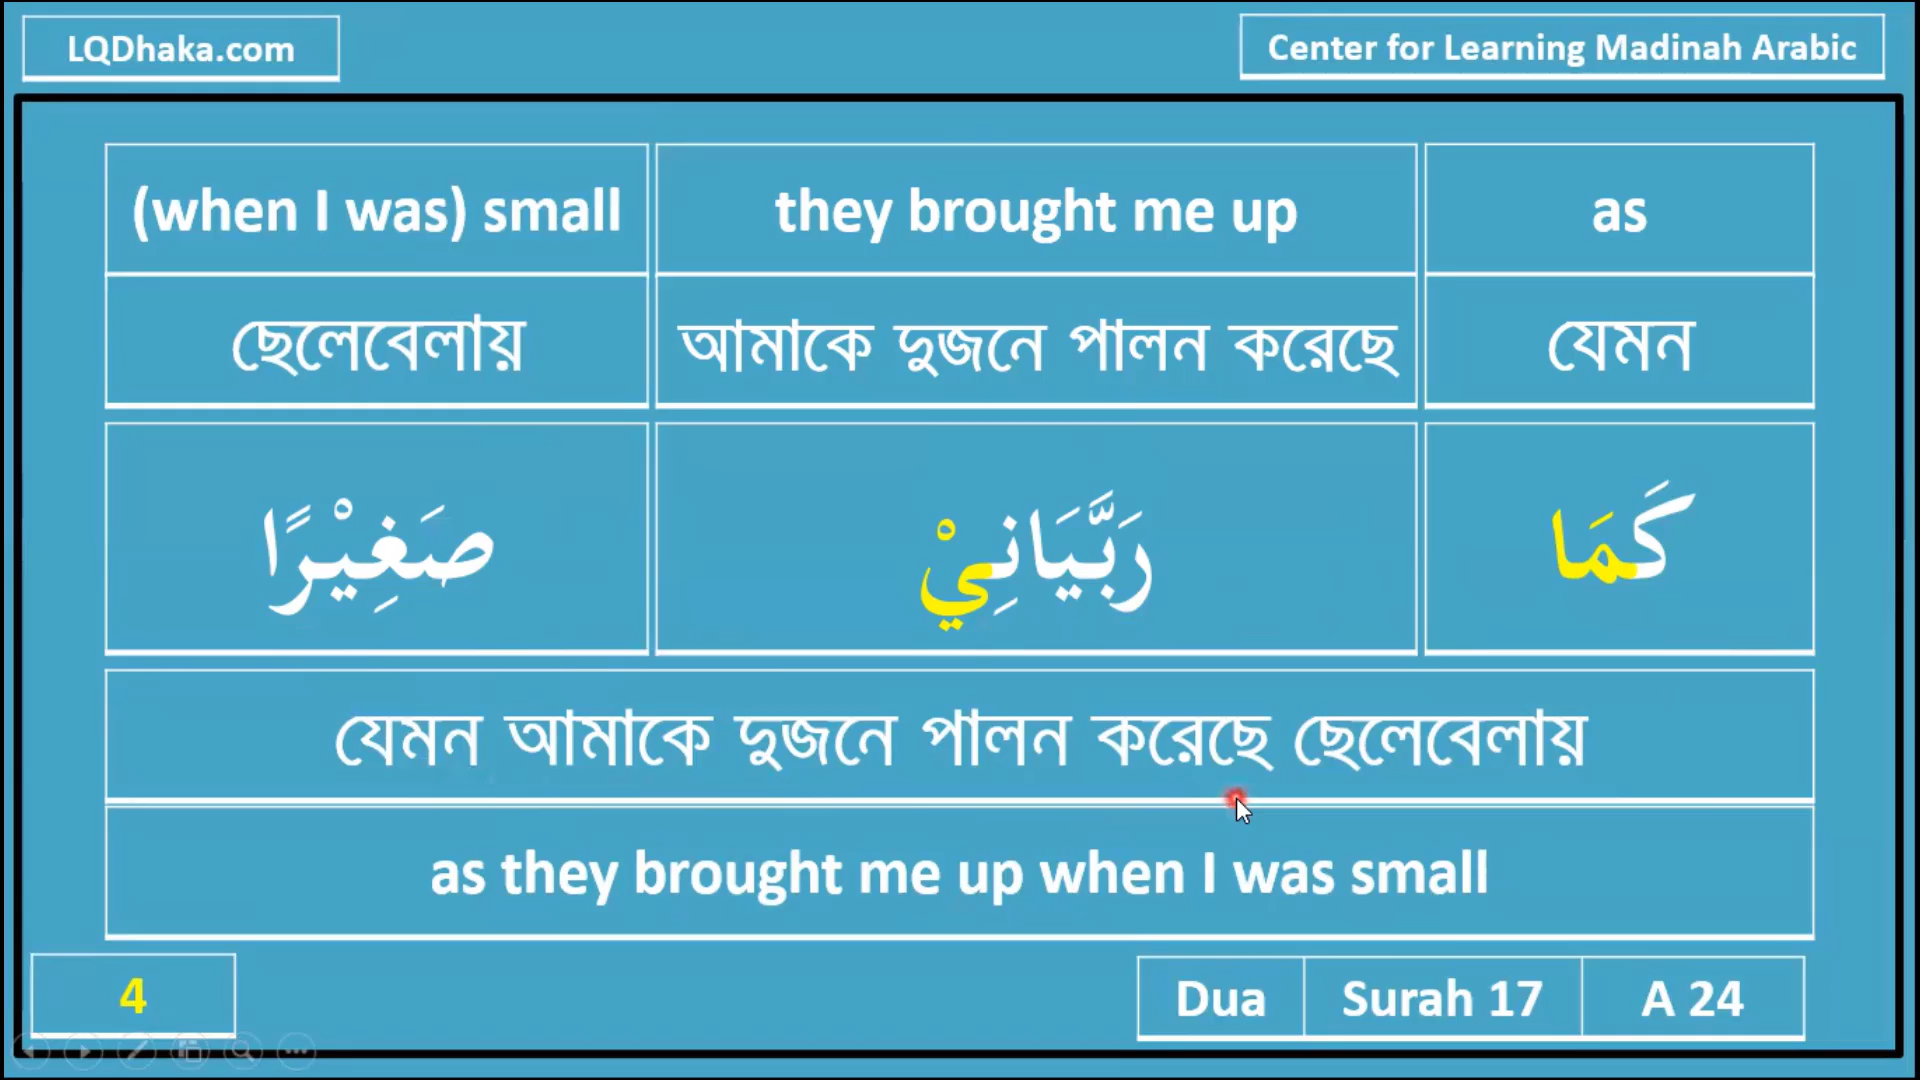 LQDhaka.com
Center for Learning Madinah Arabic
(when I was) small
they brought me up
as
ছেলেবেলায়
আমাকে দুজনে পালন করেছে
যেমন
صَغِيْرًا
رَبَّيَانِيْ
كَمَا
যেমন আমাকে দুজনে পালন করেছে ছেলেবেলায়
as they brought me up when I was small
4
Dua
Surah 17
A 24